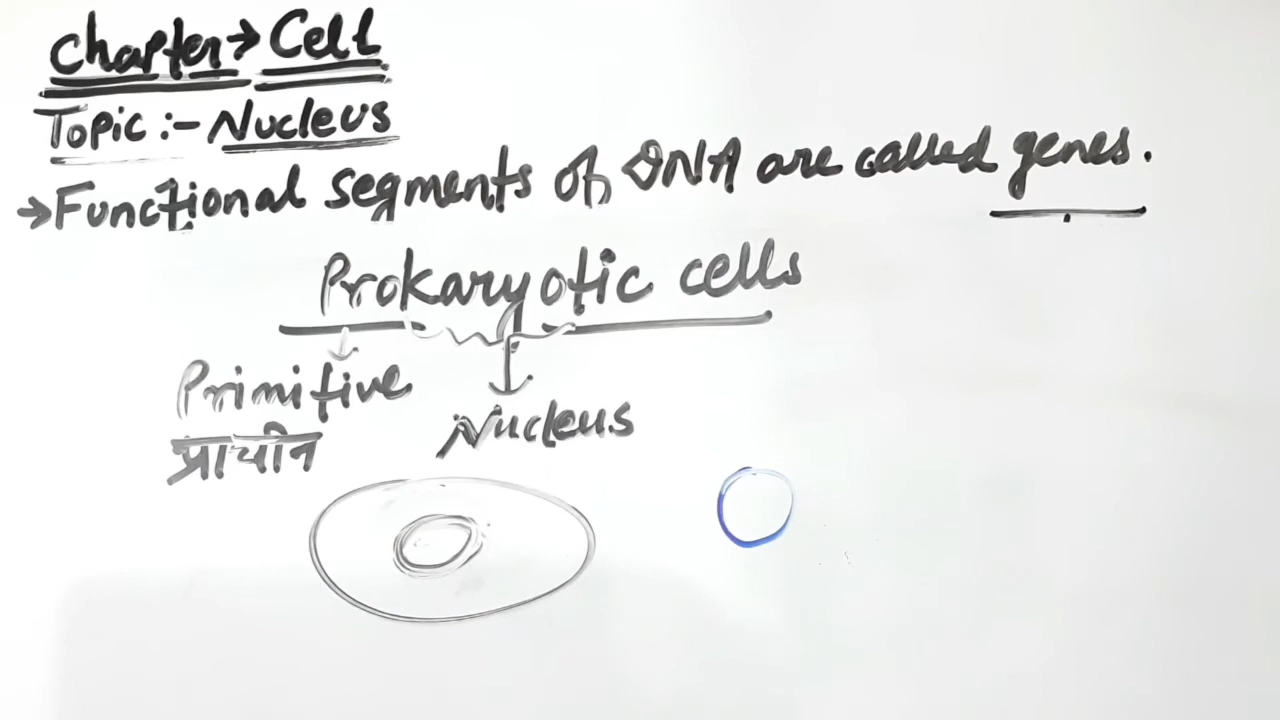 Chapter → Cell
Topic :- Nucleus
→ Functional segments of DNA are called genes.
Prokaryotic cells
Primitive
Nucleus
प्राचीन